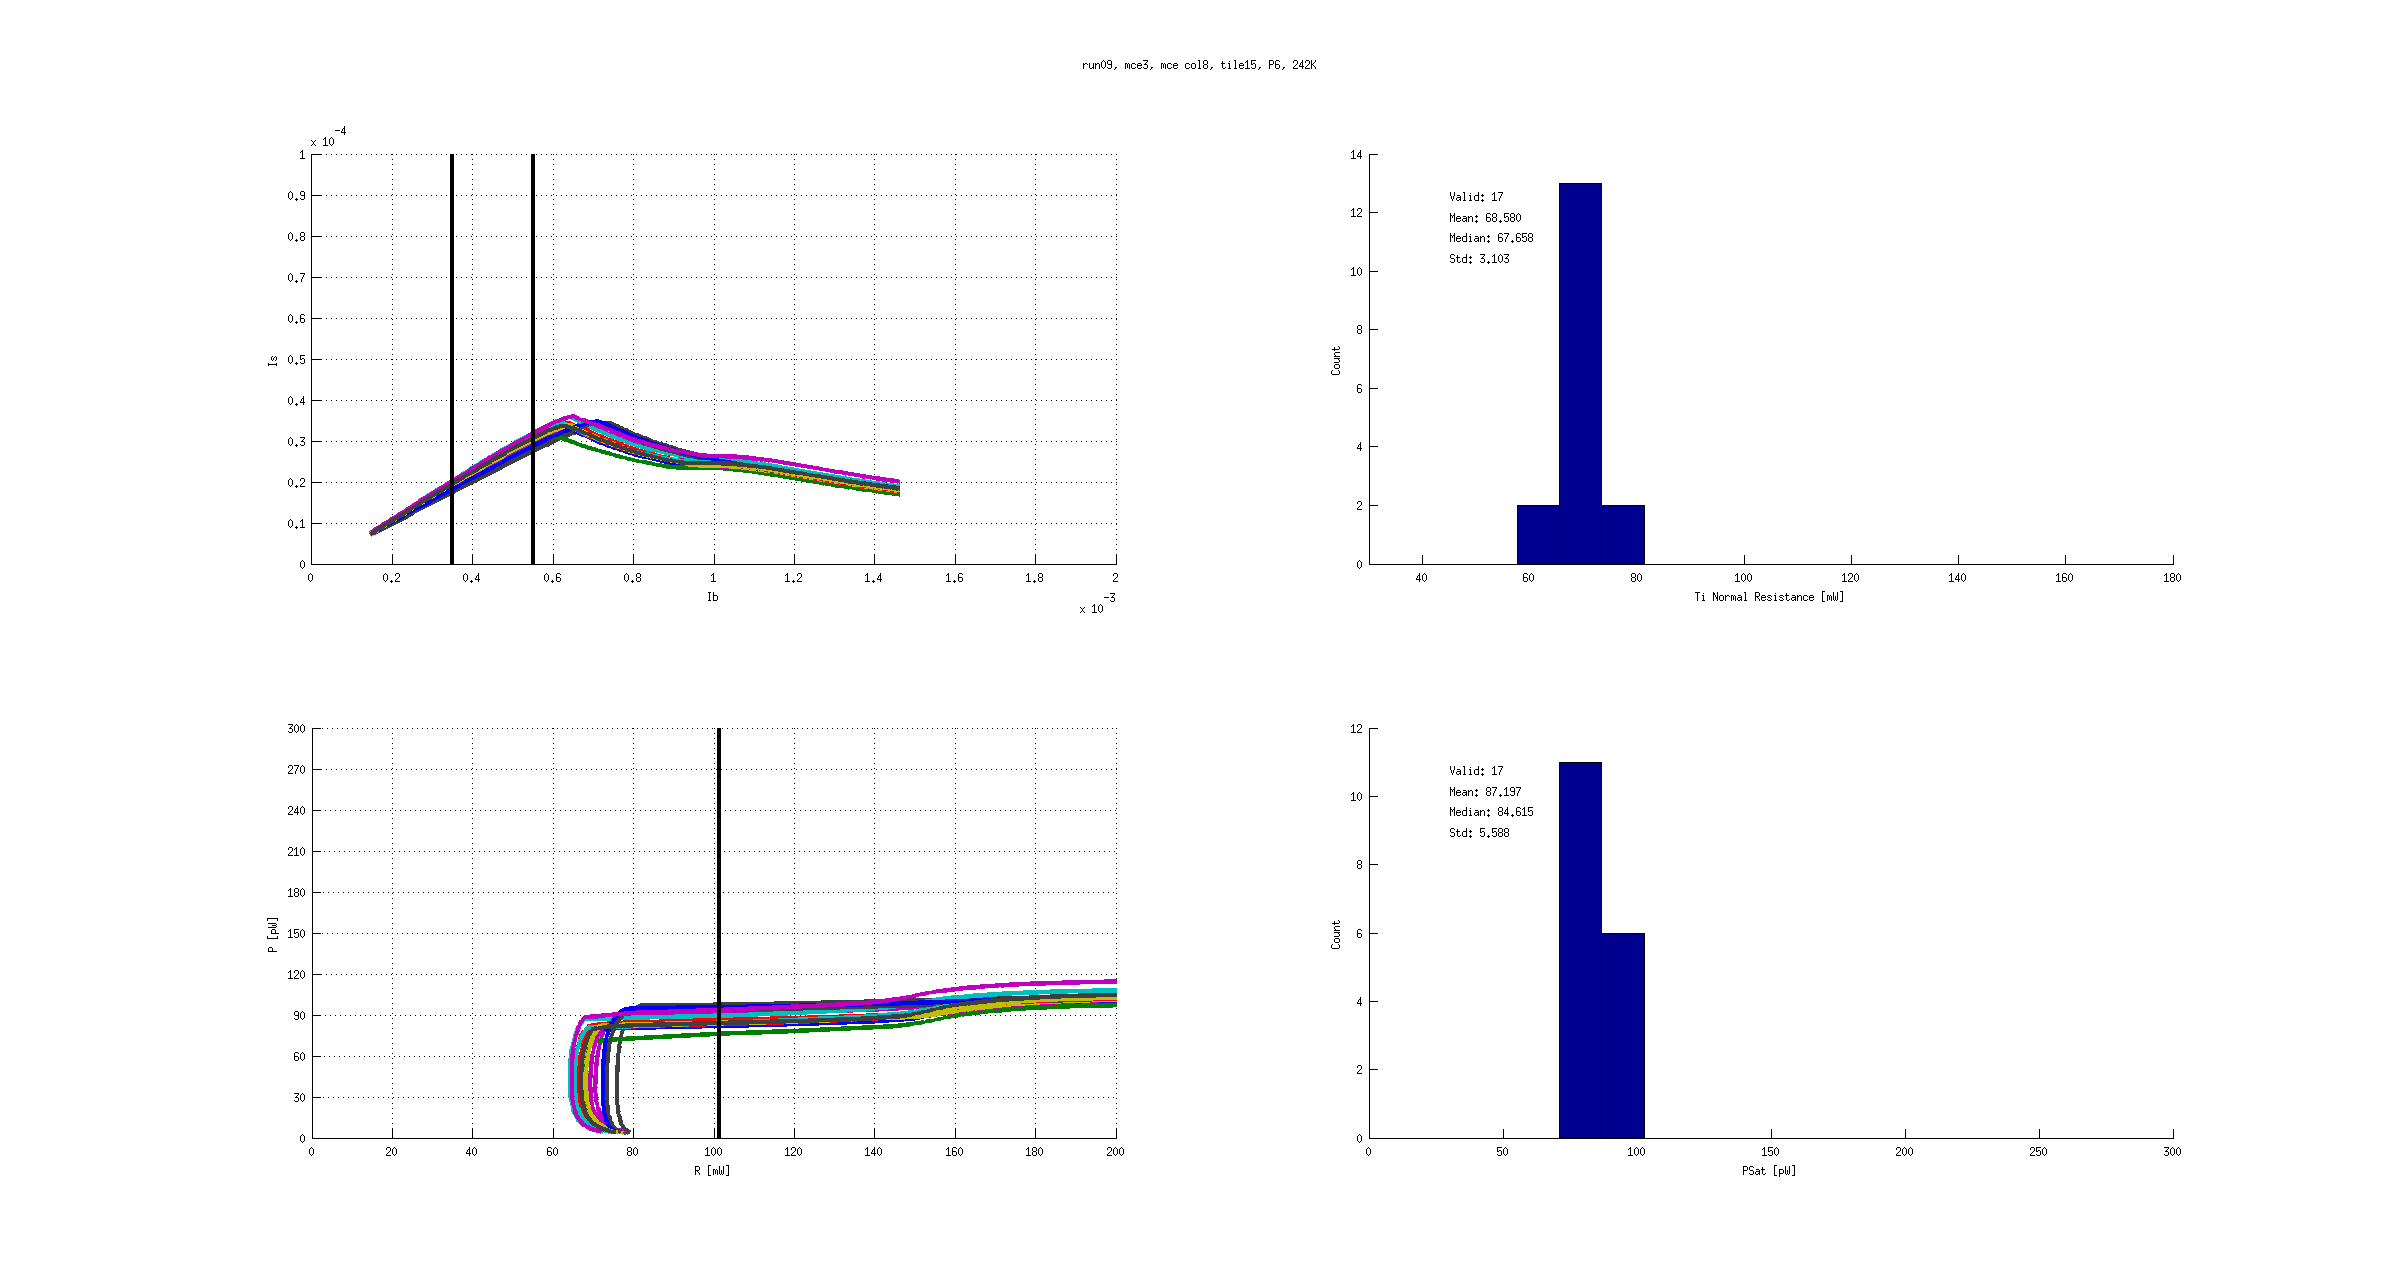 run09, mce3, mce col8, tile15, P6, 242K
x 10
-4
1
0.9
0.8
0.7
0.6
0.5
0.4
0.3
0.2
0.1
0
Is
0 0.2 0.4 0.6 0.8 1 1.2 1.4 1.6 1.8 2
Ib
x 10
-3
14
12
10
8
6
4
2
0
Count
Valid: 17
Mean: 68.580
Median: 67.658
Std: 3.103
40 60 80 100 120 140 160 180
Ti Normal Resistance [mW]
300
270
240
210
180
150
120
90
60
30
0
P [pW]
0 20 40 60 80 100 120 140 160 180 200
R [mW]
12
10
8
6
4
2
0
Count
Valid: 17
Mean: 87.197
Median: 84.615
Std: 5.588
0 50 100 150 200 250 300
PSat [pW]